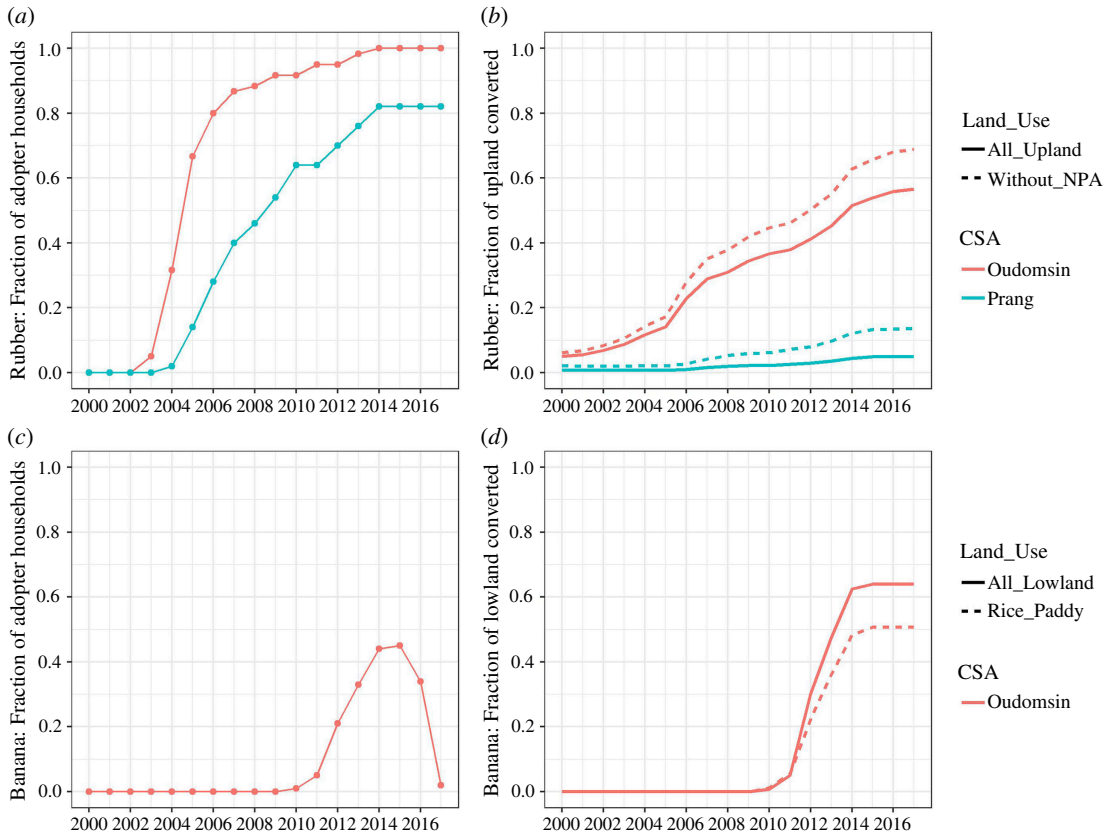 (a)
Rubber: Fraction of adopter households
1.0
0.8
0.6
0.4
0.2
0.0
2000 2002 2004 2006 2008 2010 2012 2014 2016
(b)
Rubber: Fraction of upland converted
1.0
0.8
0.6
0.4
0.2
0.0
2000 2002 2004 2006 2008 2010 2012 2014 2016
Land_Use
All_Upland
Without_NPA
CSA
Oudomsin
Prang
(c)
Banana: Fraction of adopter households
1.0
0.8
0.6
0.4
0.2
0.0
2000 2002 2004 2006 2008 2010 2012 2014 2016
(d)
Banana: Fraction of lowland converted
1.0
0.8
0.6
0.4
0.2
0.0
2000 2002 2004 2006 2008 2010 2012 2014 2016
Land_Use
All_Lowland
Rice_Paddy
CSA
Oudomsin